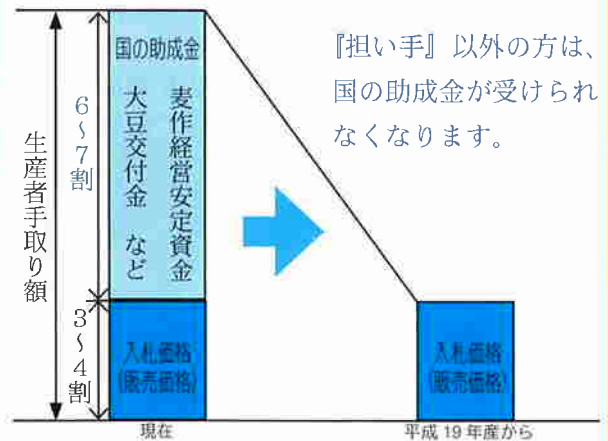 国の助成金
麦作経営安定資金
大豆交付金 など
『担い手』以外の方は、
国の助成金が受けられ
なくなります。
生産者手取り額
6〜7割
3〜4割
入札価格
(販売価格)
入札価格
(販売価格)
現在
平成19年産から